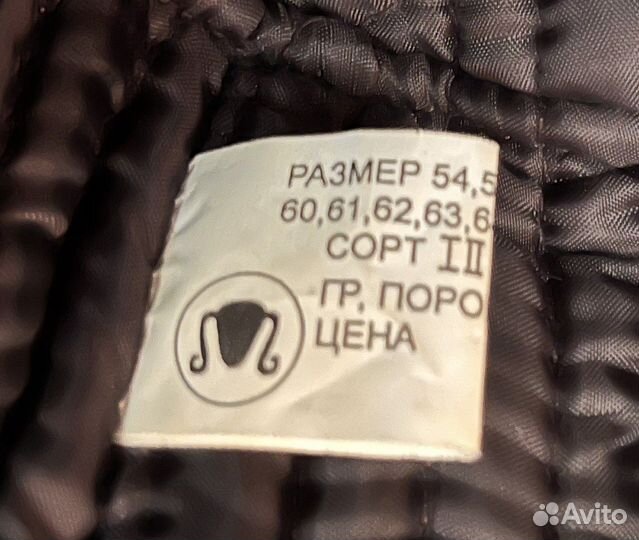 РАЗМЕР 54,5
60,61,62,63,6
СОРТ I II
ГР, ПОРО
ЦЕНА
Avito